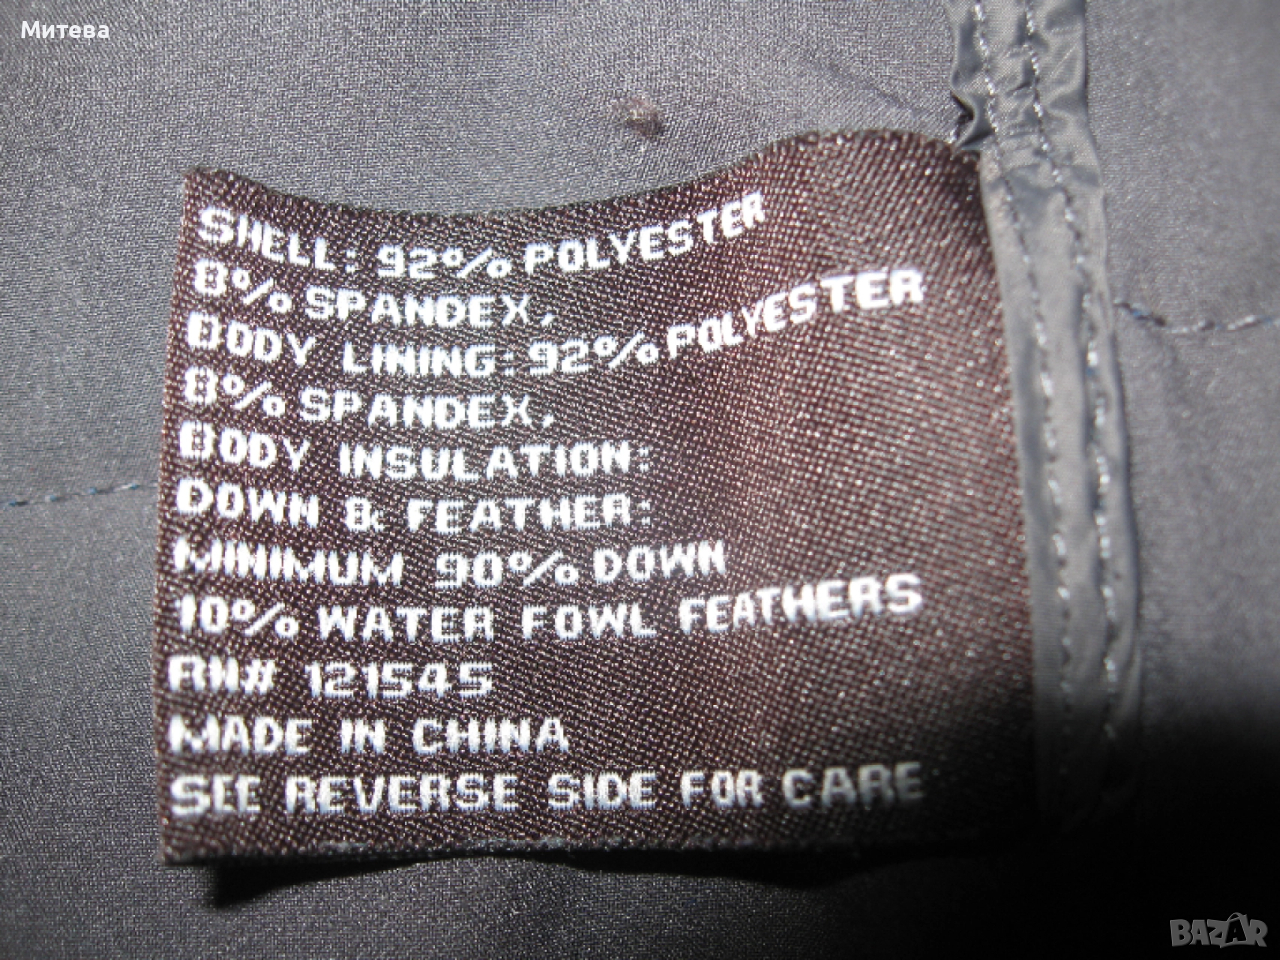 Митева
SHELL: 92% POLYESTER
8% SPANDEX,
BODY LINING: 92% POLYESTER
8% SPANDEX,
BODY INSULATION:
DOWN & FEATHER:
MINIMUM 90% DOWN
10% WATER FOWL FEATHERS
RN# 121545
MADE IN CHINA
SEE REVERSE SIDE FOR CARE
BAZAR